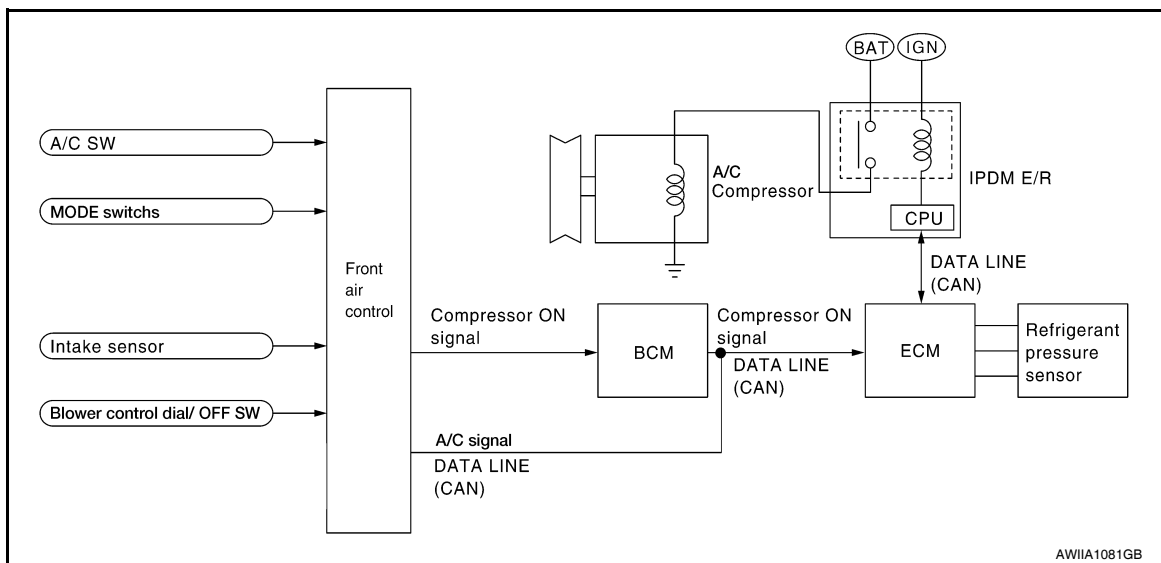 BAT
IGN
A/C SW
A/C
Compressor
IPDM E/R
MODE switchs
CPU
Front
air
control
DATA LINE
(CAN)
Compressor ON
signal
Compressor ON
signal
Intake sensor
BCM
ECM
Refrigerant
pressure
sensor
DATA LINE
(CAN)
Blower control dial/ OFF SW
A/C signal
DATA LINE
(CAN)
AWIIA1081GB